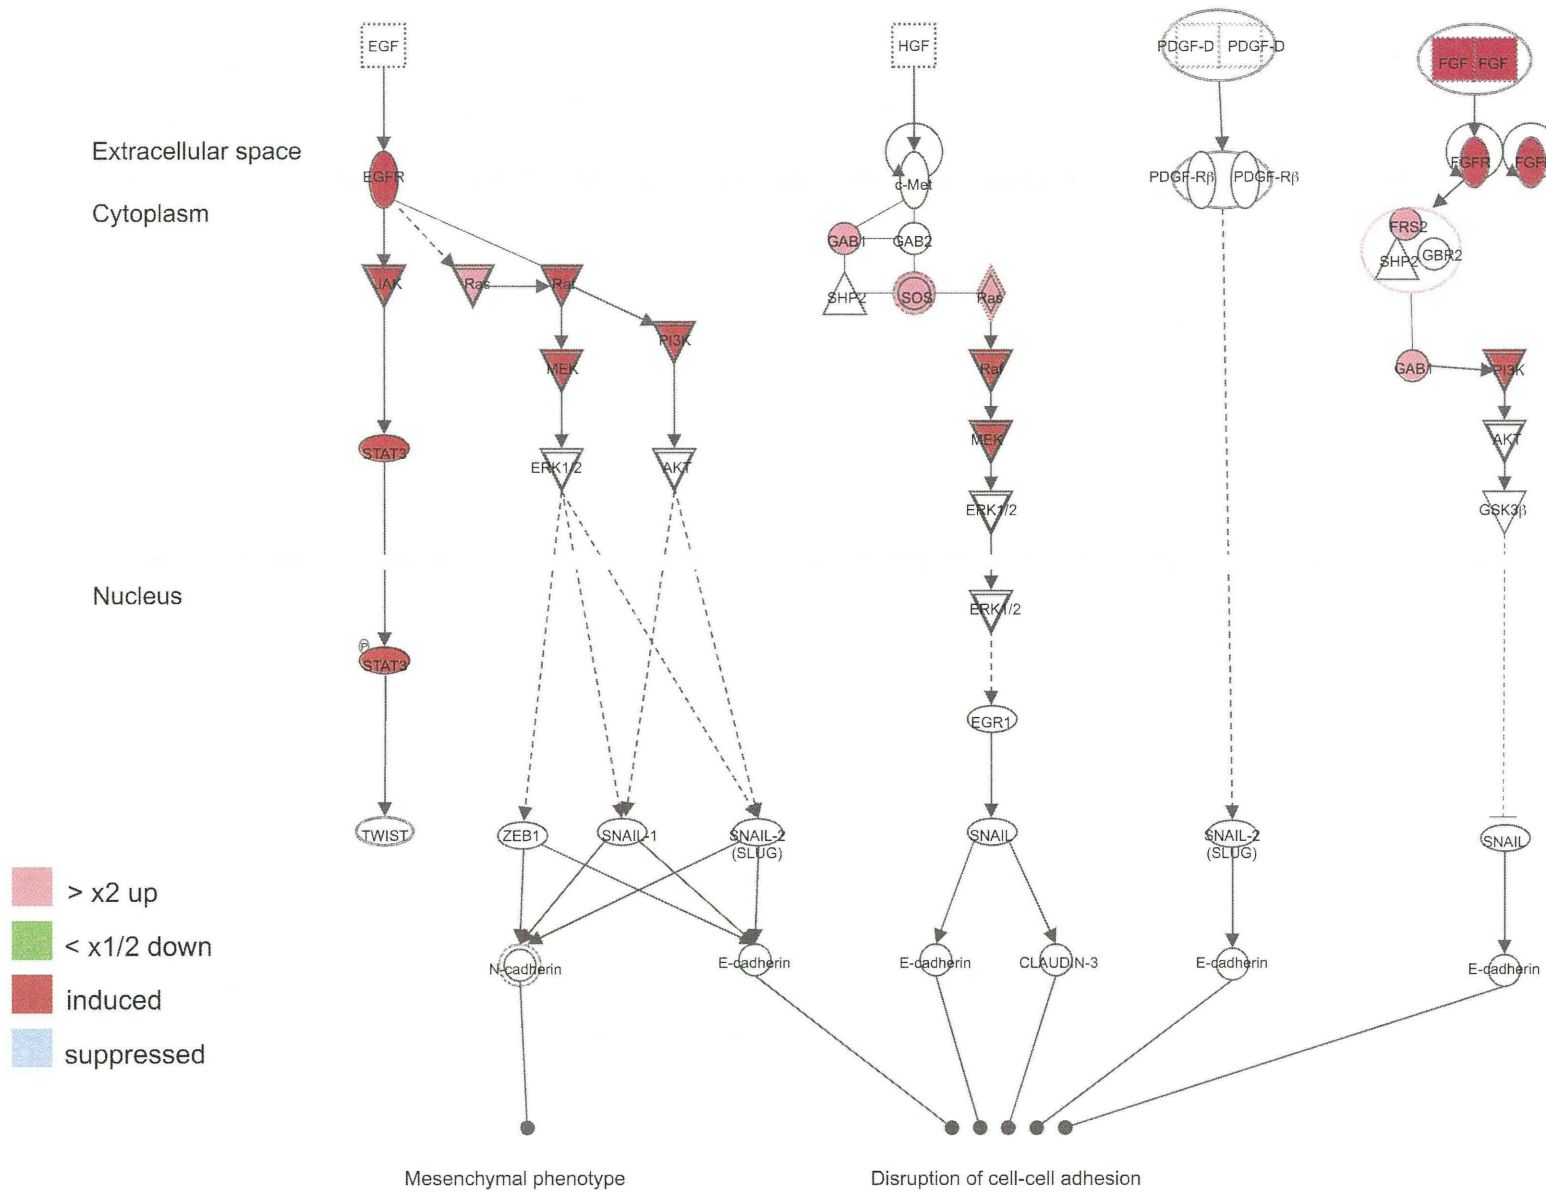 EGF
HGF
PDGF-D PDGF-D
FGF FGF
Extracellular space
EGFR
c-Met
PDGF-Rβ PDGF-Rβ
FGFR
Cytoplasm
GAB1 GAB2
FRS2
SHP2 GBR2
JAK Ras Raf
SHP2 SOS Ras
PI3K
MEK
Raf
GAB1 PI3K
STAT3
ERK1/2 AKT
MEK
AKT
ERK1/2
GSK3β
Nucleus
ERK1/2
P
STAT3
EGR1
TWIST ZEB1 SNAIL-1 SNAIL-2
(SLUG)
SNAIL
SNAIL-2
(SLUG)
SNAIL
> x2 up
< x1/2 down
induced
suppressed
N-cadherin E-cadherin E-cadherin CLAUDIN-3 E-cadherin E-cadherin
Mesenchymal phenotype Disruption of cell-cell adhesion